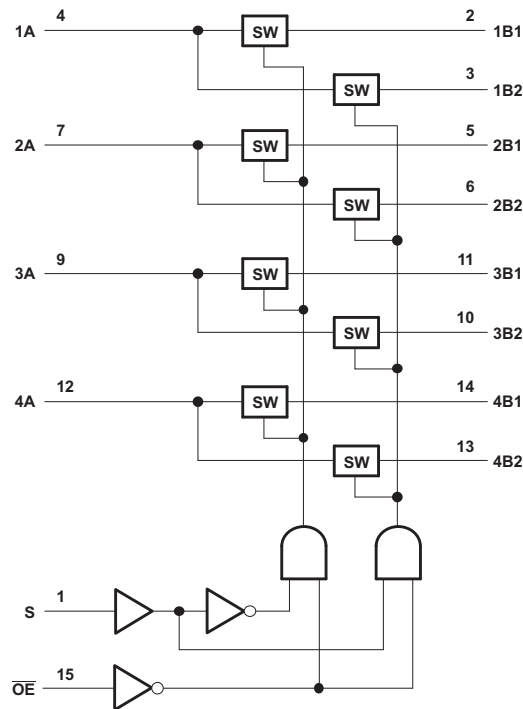 1A 4 SW 2 1B1
SW 3 1B2
2A 7 SW 5 2B1
SW 6 2B2
3A 9 SW 11 3B1
SW 10 3B2
4A 12 SW 14 4B1
SW 13 4B2
S 1
O̅E̅ 15